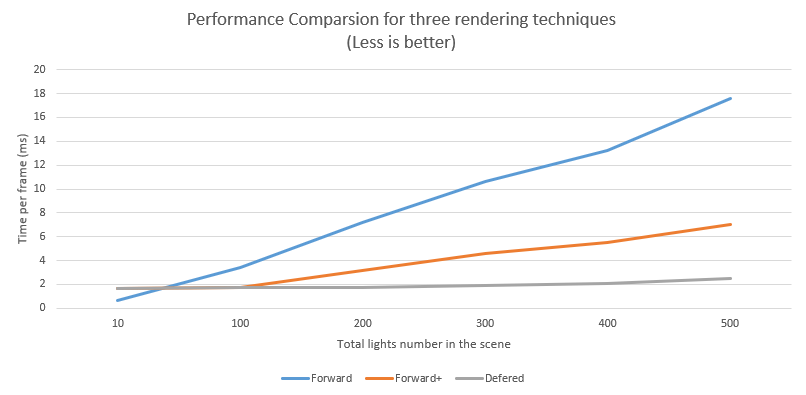 Performance Comparsion for three rendering techniques
(Less is better)
20
18
16
14
12
10
8
6
4
2
0
Time per frame (ms)
10 100 200 300 400 500
Total lights number in the scene
Forward Forward+ Defered